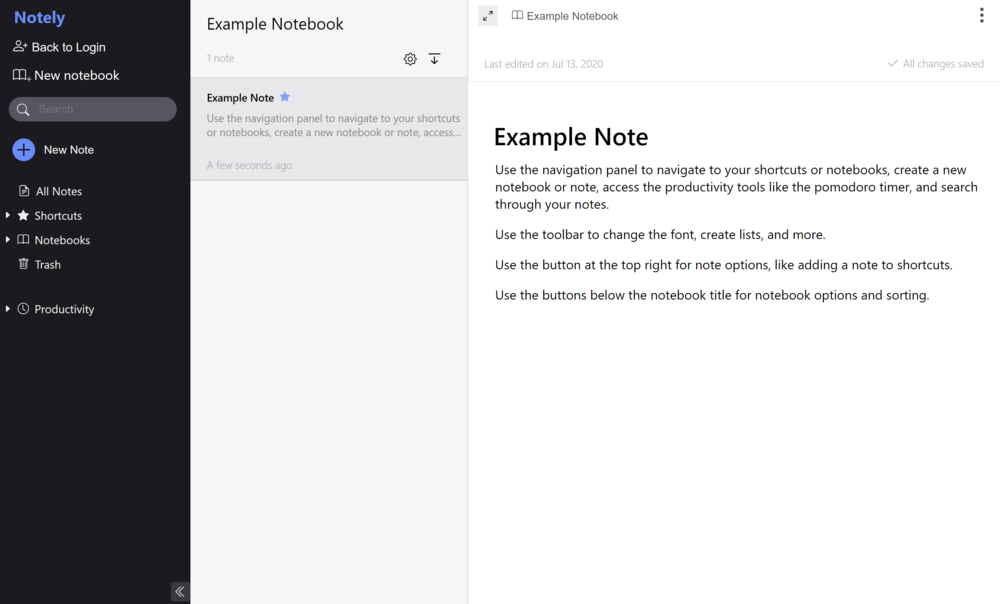 Notely
Back to Login
New notebook
Search
New Note
All Notes
Shortcuts
Notebooks
Trash
Productivity
Example Notebook
1 note
Example Note
Use the navigation panel to navigate to your shortcuts
or notebooks, create a new notebook or note, access...
A few seconds ago
Example Notebook
Last edited on Jul 13, 2020
All changes saved
Example Note
Use the navigation panel to navigate to your shortcuts or notebooks, create a new
notebook or note, access the productivity tools like the pomodoro timer, and search
through your notes.
Use the toolbar to change the font, create lists, and more.
Use the button at the top right for note options, like adding a note to shortcuts.
Use the buttons below the notebook title for notebook options and sorting.